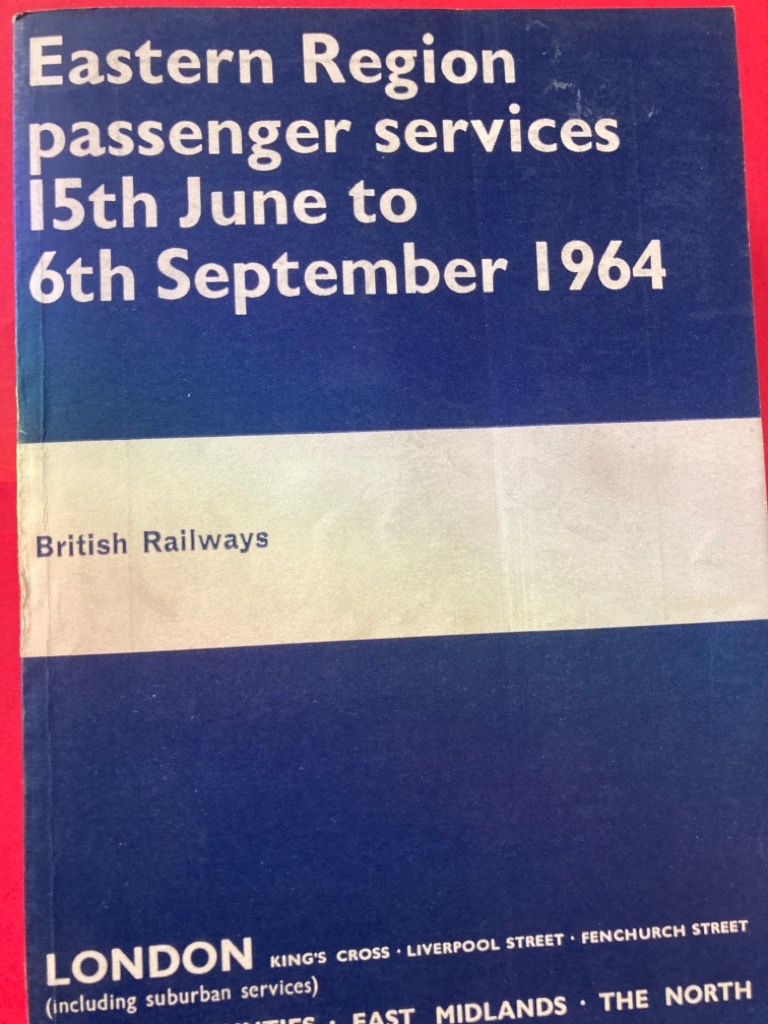 Eastern Region
passenger services
15th June to
6th September 1964
British Railways
LONDON KING'S CROSS · LIVERPOOL STREET · FENCHURCH STREET
(including suburban services)
· EAST MIDLANDS · THE NORTH